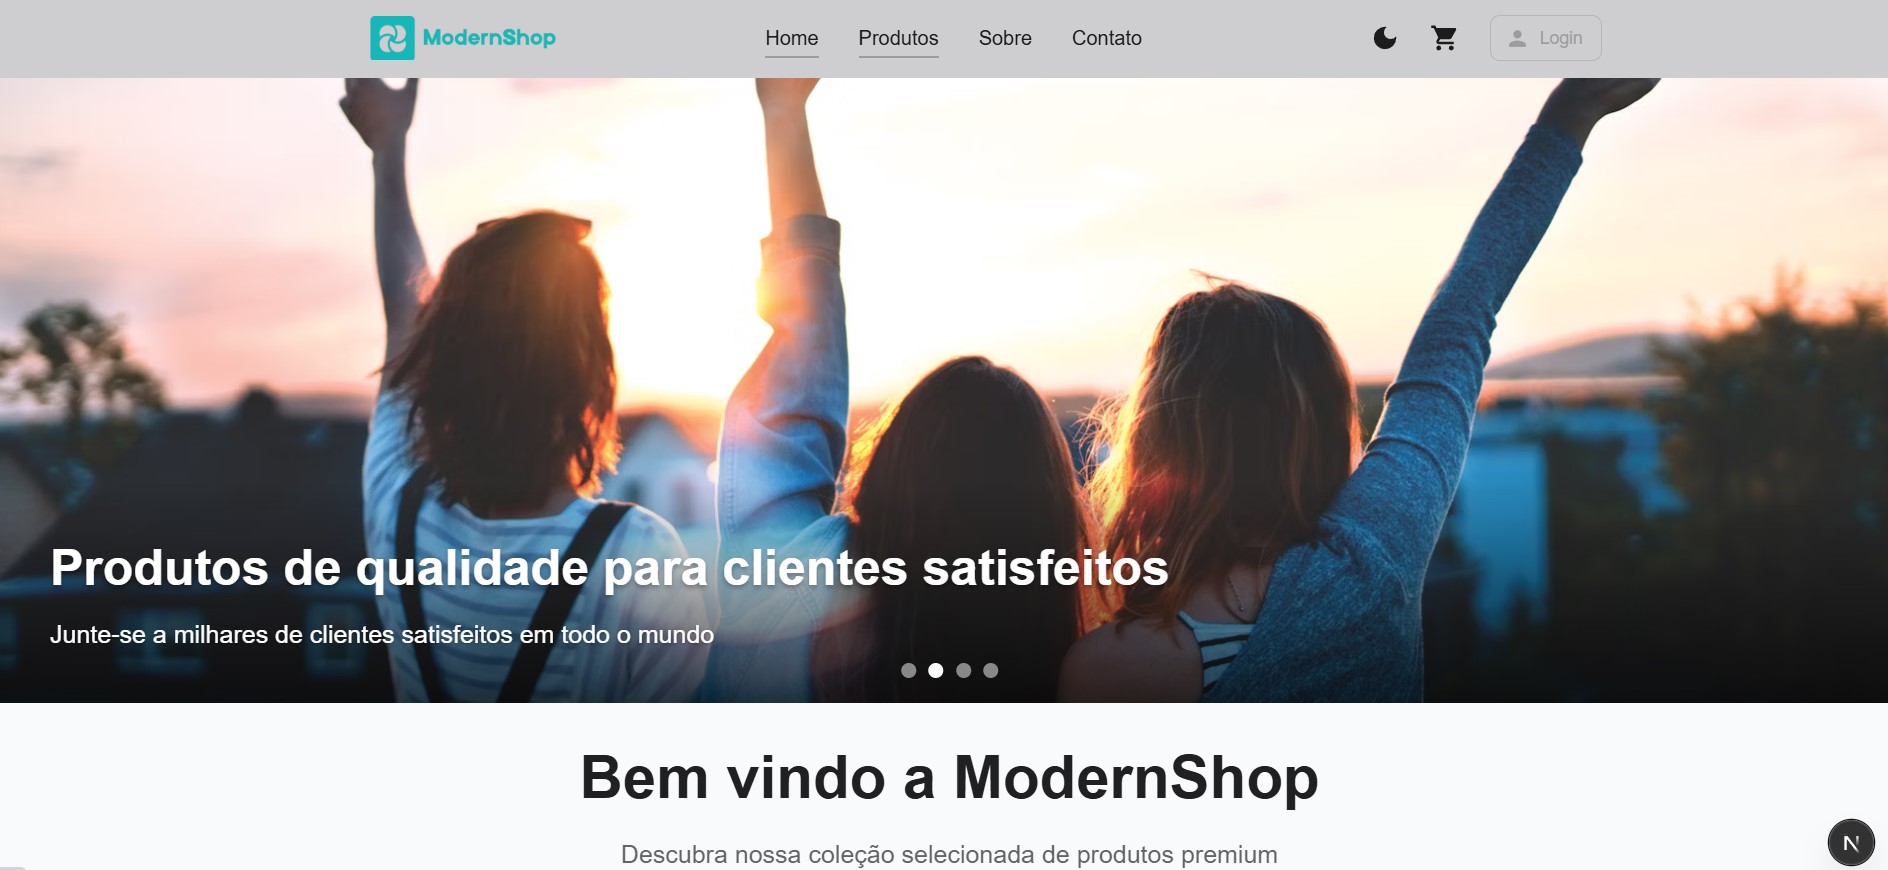 ModernShop
Home Produtos Sobre Contato
Login
Produtos de qualidade para clientes satisfeitos
Junte-se a milhares de clientes satisfeitos em todo o mundo
Bem vindo a ModernShop
Descubra nossa coleção selecionada de produtos premium
N